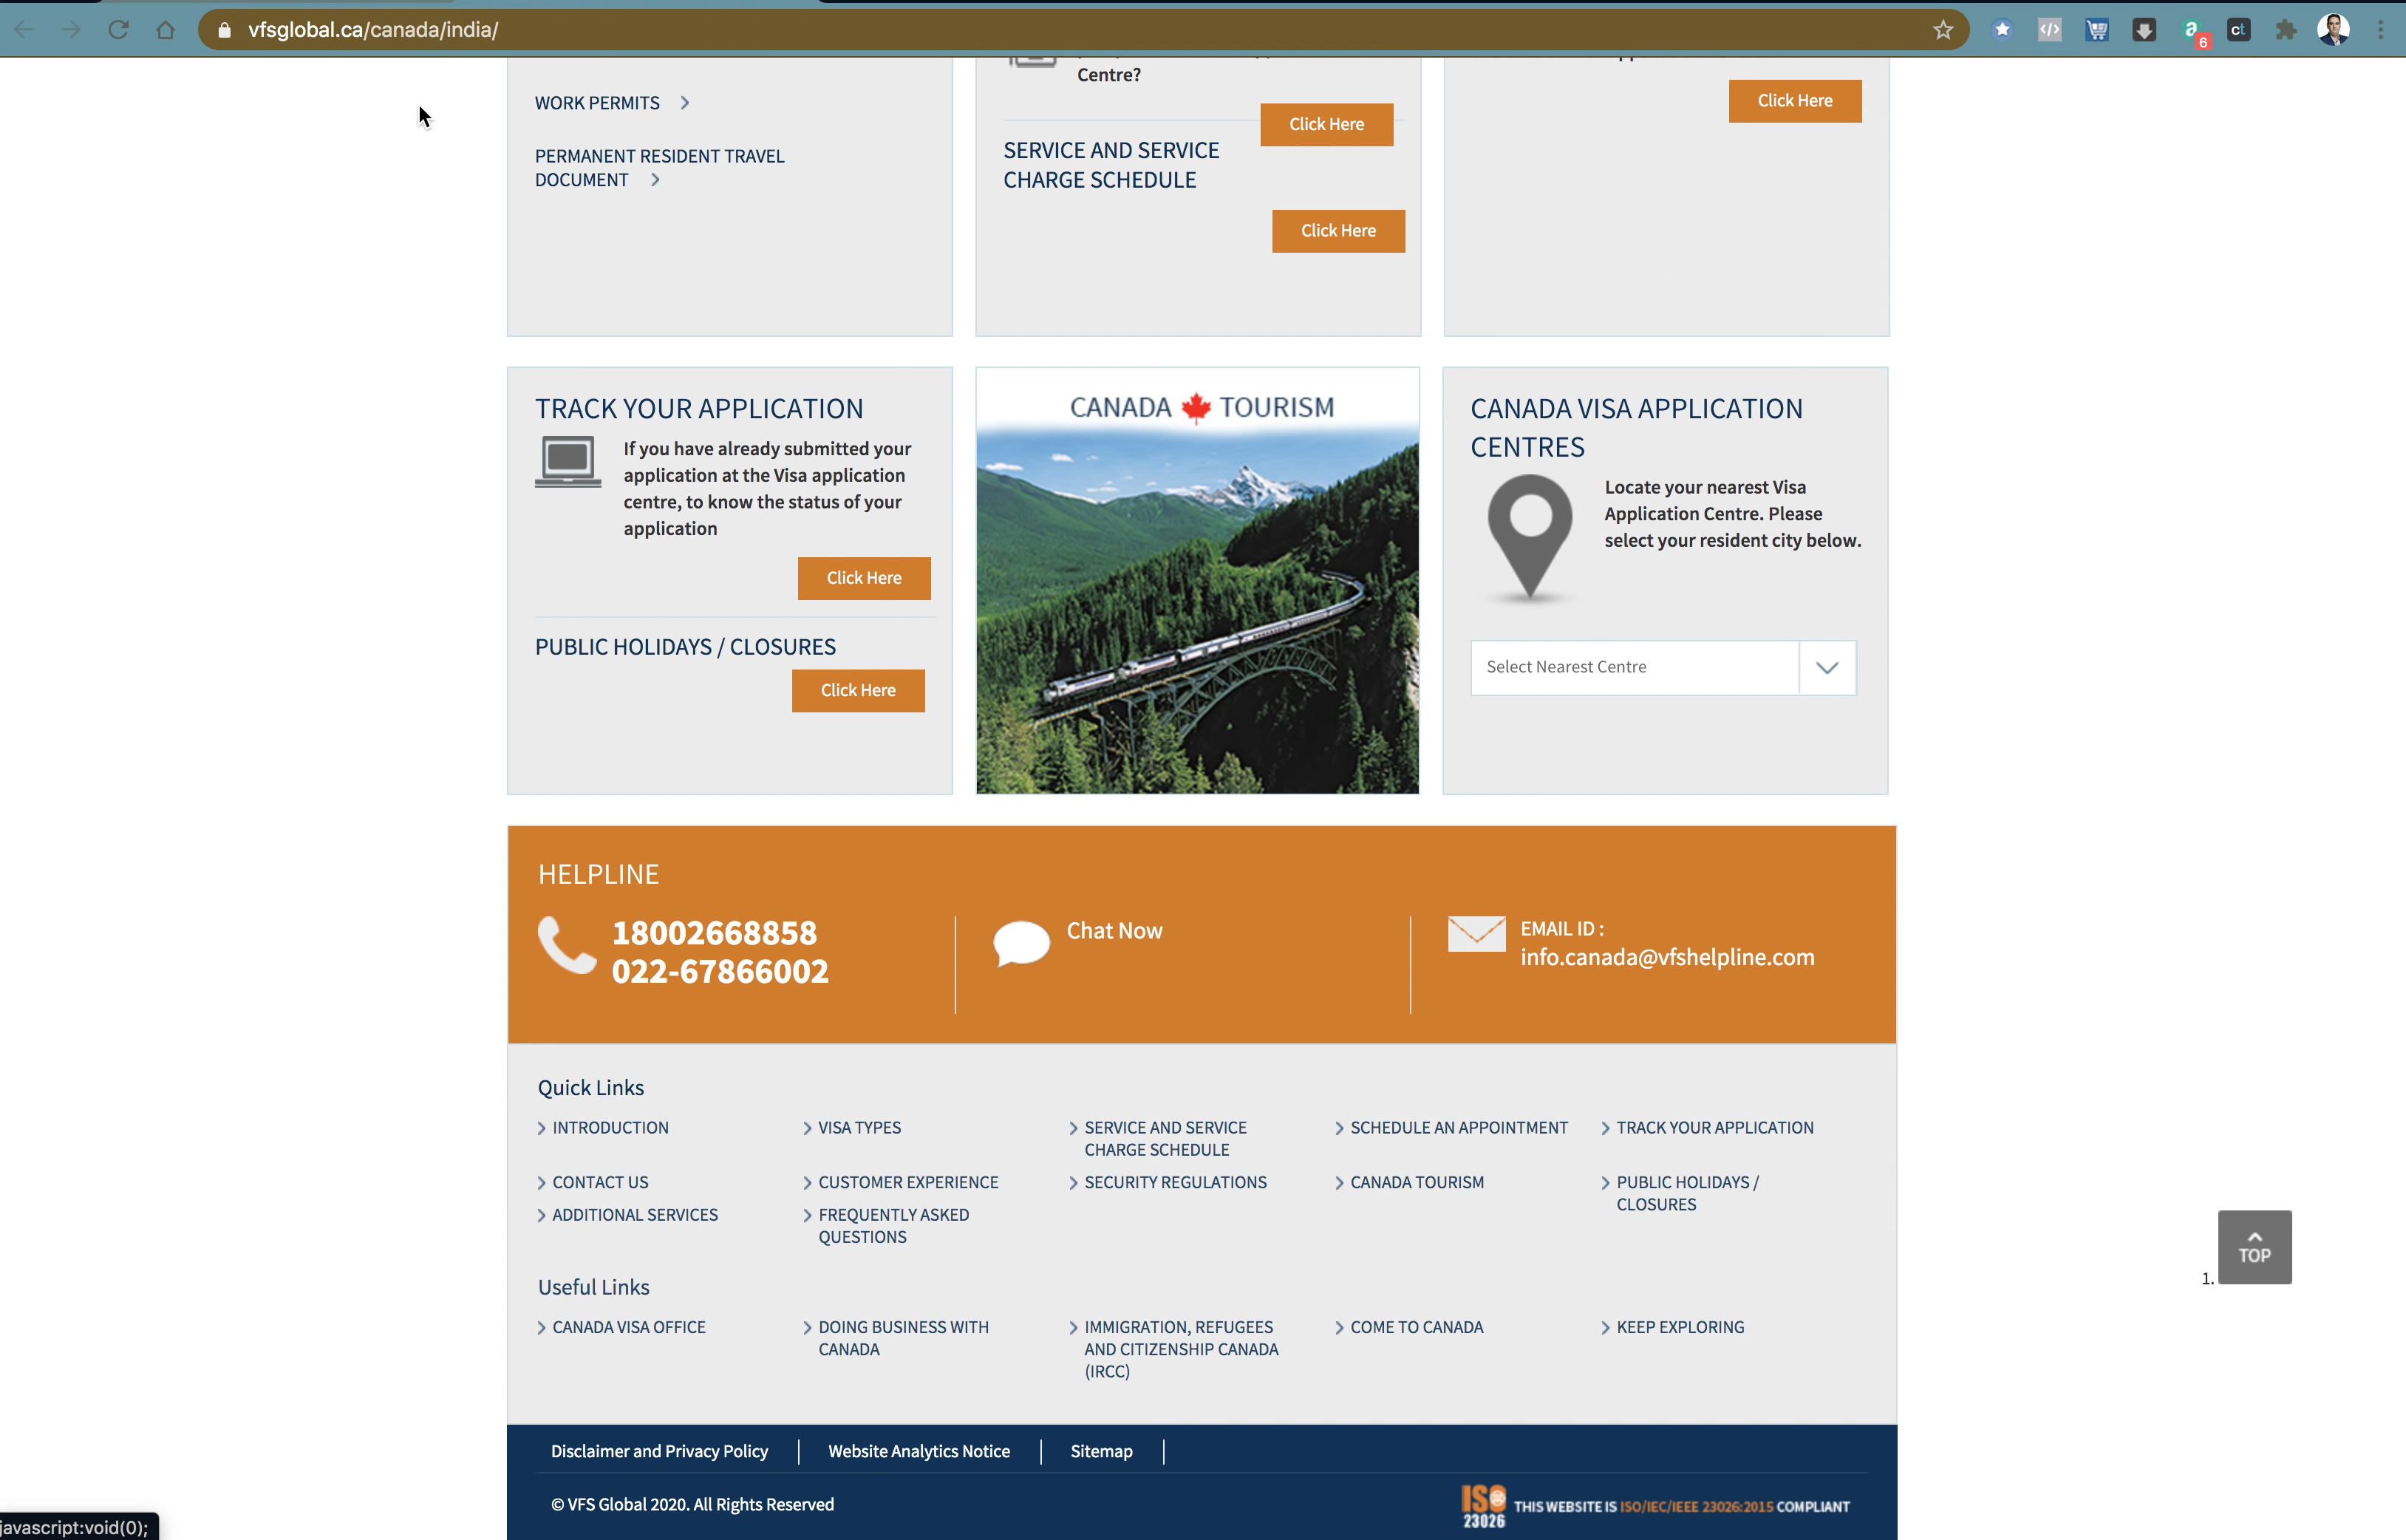 vfsglobal.ca/canada/india/
6
ct
WORK PERMITS
PERMANENT RESIDENT TRAVEL
DOCUMENT
Centre?
Click Here
SERVICE AND SERVICE
CHARGE SCHEDULE
Click Here
Click Here
TRACK YOUR APPLICATION
If you have already submitted your
application at the Visa application
centre, to know the status of your
application
Click Here
PUBLIC HOLIDAYS / CLOSURES
Click Here
CANADA TOURISM
CANADA VISA APPLICATION
CENTRES
Locate your nearest Visa
Application Centre. Please
select your resident city below.
Select Nearest Centre
HELPLINE
18002668858
022-67866002
Chat Now
EMAIL ID :
info.canada@vfshelpline.com
Quick Links
INTRODUCTION
VISA TYPES
SERVICE AND SERVICE
CHARGE SCHEDULE
SCHEDULE AN APPOINTMENT
TRACK YOUR APPLICATION
CONTACT US
CUSTOMER EXPERIENCE
SECURITY REGULATIONS
CANADA TOURISM
PUBLIC HOLIDAYS /
CLOSURES
ADDITIONAL SERVICES
FREQUENTLY ASKED
QUESTIONS
1.
TOP
Useful Links
CANADA VISA OFFICE
DOING BUSINESS WITH
CANADA
IMMIGRATION, REFUGEES
AND CITIZENSHIP CANADA
(IRCC)
COME TO CANADA
KEEP EXPLORING
Disclaimer and Privacy Policy
Website Analytics Notice
Sitemap
© VFS Global 2020. All Rights Reserved
ISO
23026
THIS WEBSITE IS ISO/IEC/IEEE 23026:2015 COMPLIANT
javascript:void(0);